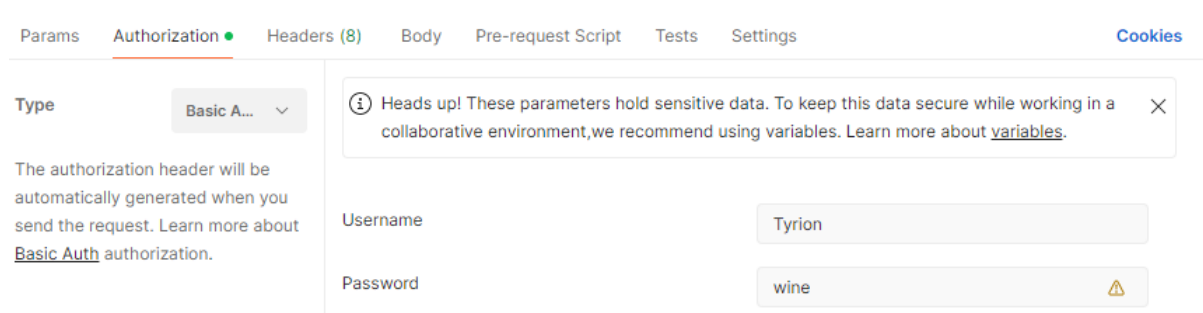 Params Authorization Headers (8) Body Pre-request Script Tests Settings Cookies
Type Basic A...
Heads up! These parameters hold sensitive data. To keep this data secure while working in a
collaborative environment,we recommend using variables. Learn more about variables.
The authorization header will be
automatically generated when you
send the request. Learn more about
Basic Auth authorization.
Username Tyrion
Password wine